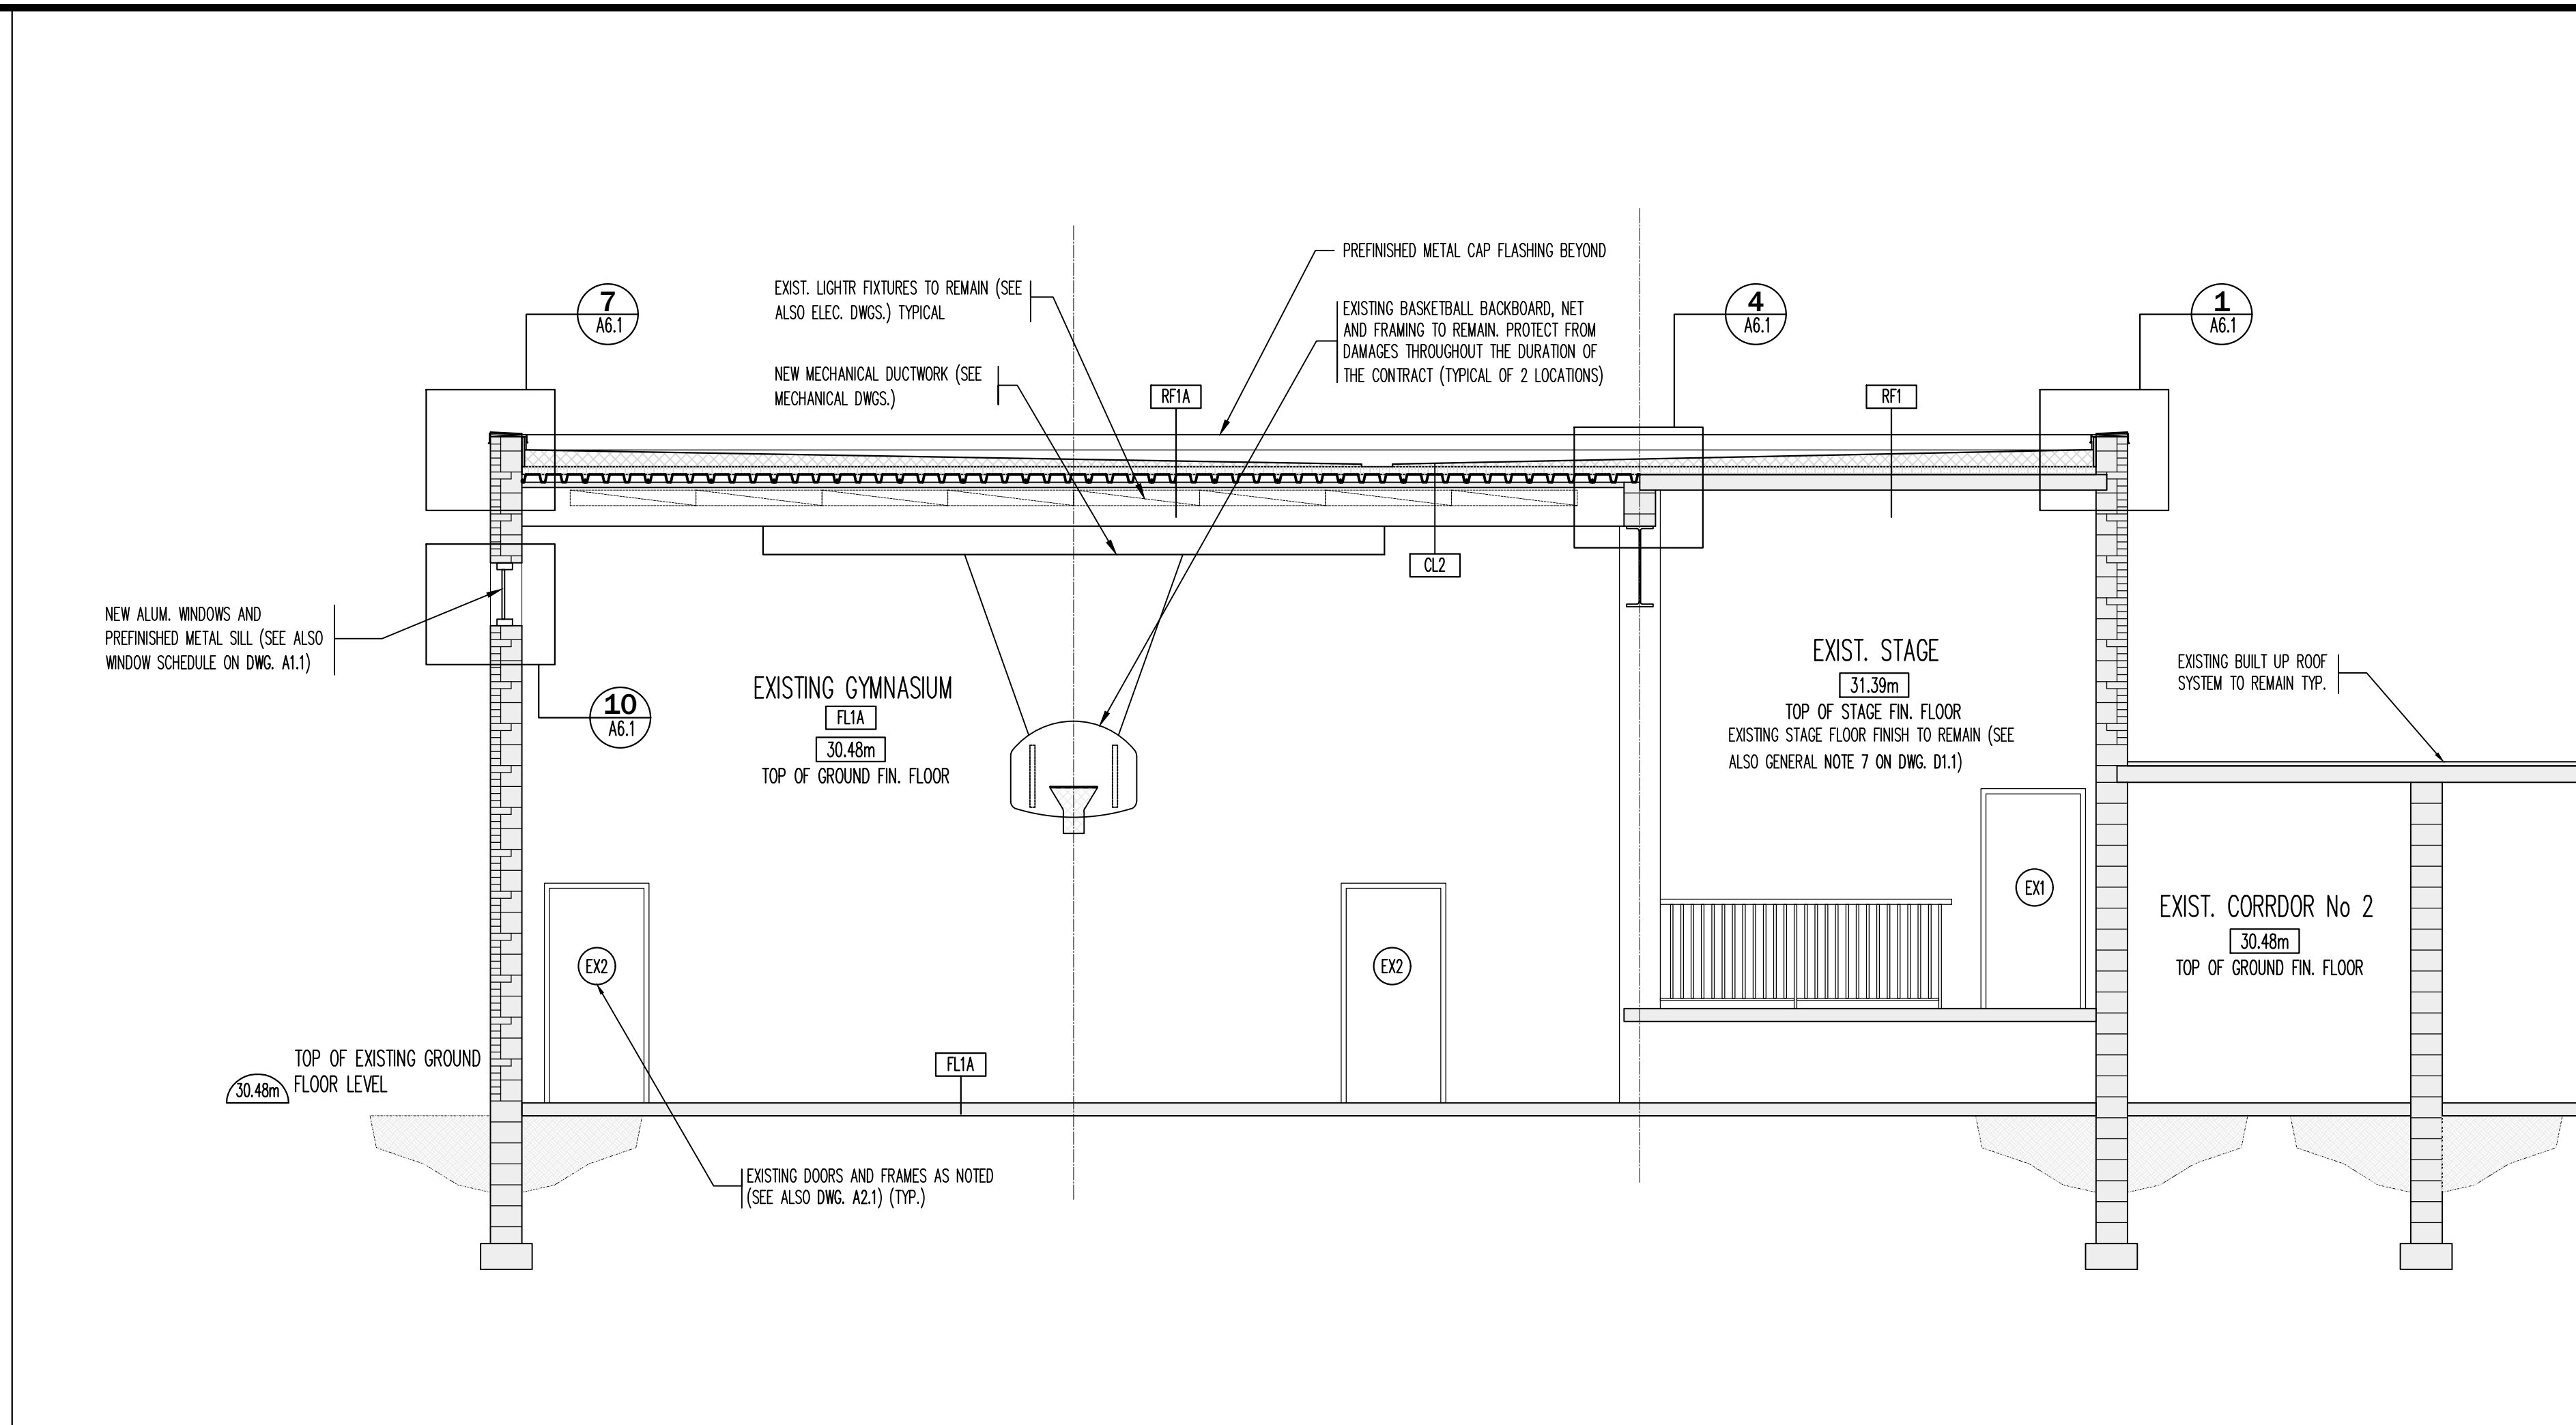 PREFINISHED METAL CAP FLASHING BEYOND
EXIST. LIGHTR FIXTURES TO REMAIN (SEE
ALSO ELEC. DWGS.) TYPICAL
EXISTING BASKETBALL BACKBOARD, NET
AND FRAMING TO REMAIN. PROTECT FROM
DAMAGES THROUGHOUT THE DURATION OF
THE CONTRACT (TYPICAL OF 2 LOCATIONS)
7
A6.1
4
A6.1
1
A6.1
NEW MECHANICAL DUCTWORK (SEE
MECHANICAL DWGS.)
RF1A
RF1
CL2
NEW ALUM. WINDOWS AND
PREFINISHED METAL SILL (SEE ALSO
WINDOW SCHEDULE ON DWG. A1.1)
10
A6.1
EXISTING GYMNASIUM
FL1A
30.48m
TOP OF GROUND FIN. FLOOR
EXIST. STAGE
31.39m
TOP OF STAGE FIN. FLOOR
EXISTING STAGE FLOOR FINISH TO REMAIN (SEE
ALSO GENERAL NOTE 7 ON DWG. D1.1)
EXISTING BUILT UP ROOF
SYSTEM TO REMAIN TYP.
EX1
EXIST. CORRDOR No 2
30.48m
TOP OF GROUND FIN. FLOOR
EX2
EX2
TOP OF EXISTING GROUND
FLOOR LEVEL
30.48m
FL1A
EXISTING DOORS AND FRAMES AS NOTED
(SEE ALSO DWG. A2.1) (TYP.)